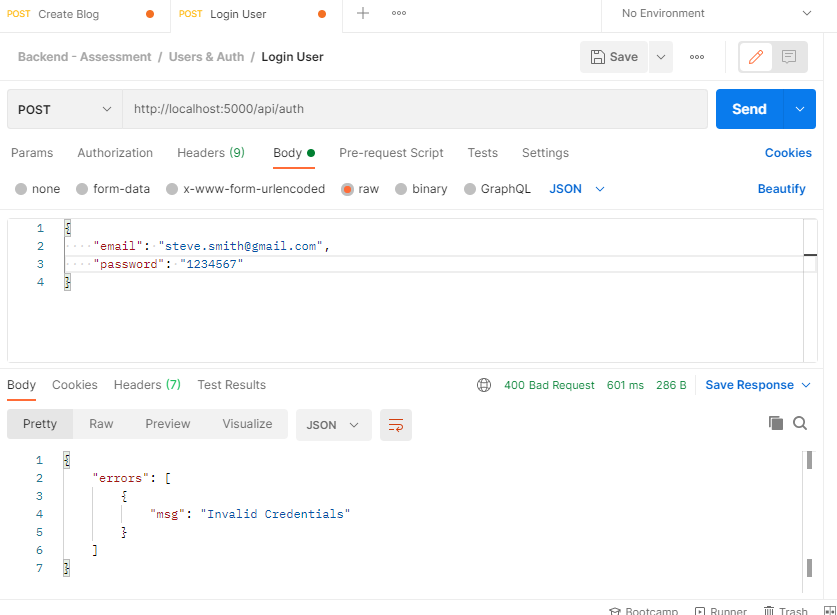 POST Create Blog POST Login User No Environment
Backend - Assessment / Users & Auth / Login User Save
POST http://localhost:5000/api/auth Send
Params Authorization Headers (9) Body Pre-request Script Tests Settings Cookies
none form-data x-www-form-urlencoded raw binary GraphQL JSON Beautify
1 {
2 "email": "steve.smith@gmail.com",
3 "password": "1234567"
4 }
Body Cookies Headers (7) Test Results 400 Bad Request 601 ms 286 B Save Response
Pretty Raw Preview Visualize JSON
1 {
2 "errors": [
3 {
4 "msg": "Invalid Credentials"
5 }
6 ]
7 }
Bootcamp Runner Trash